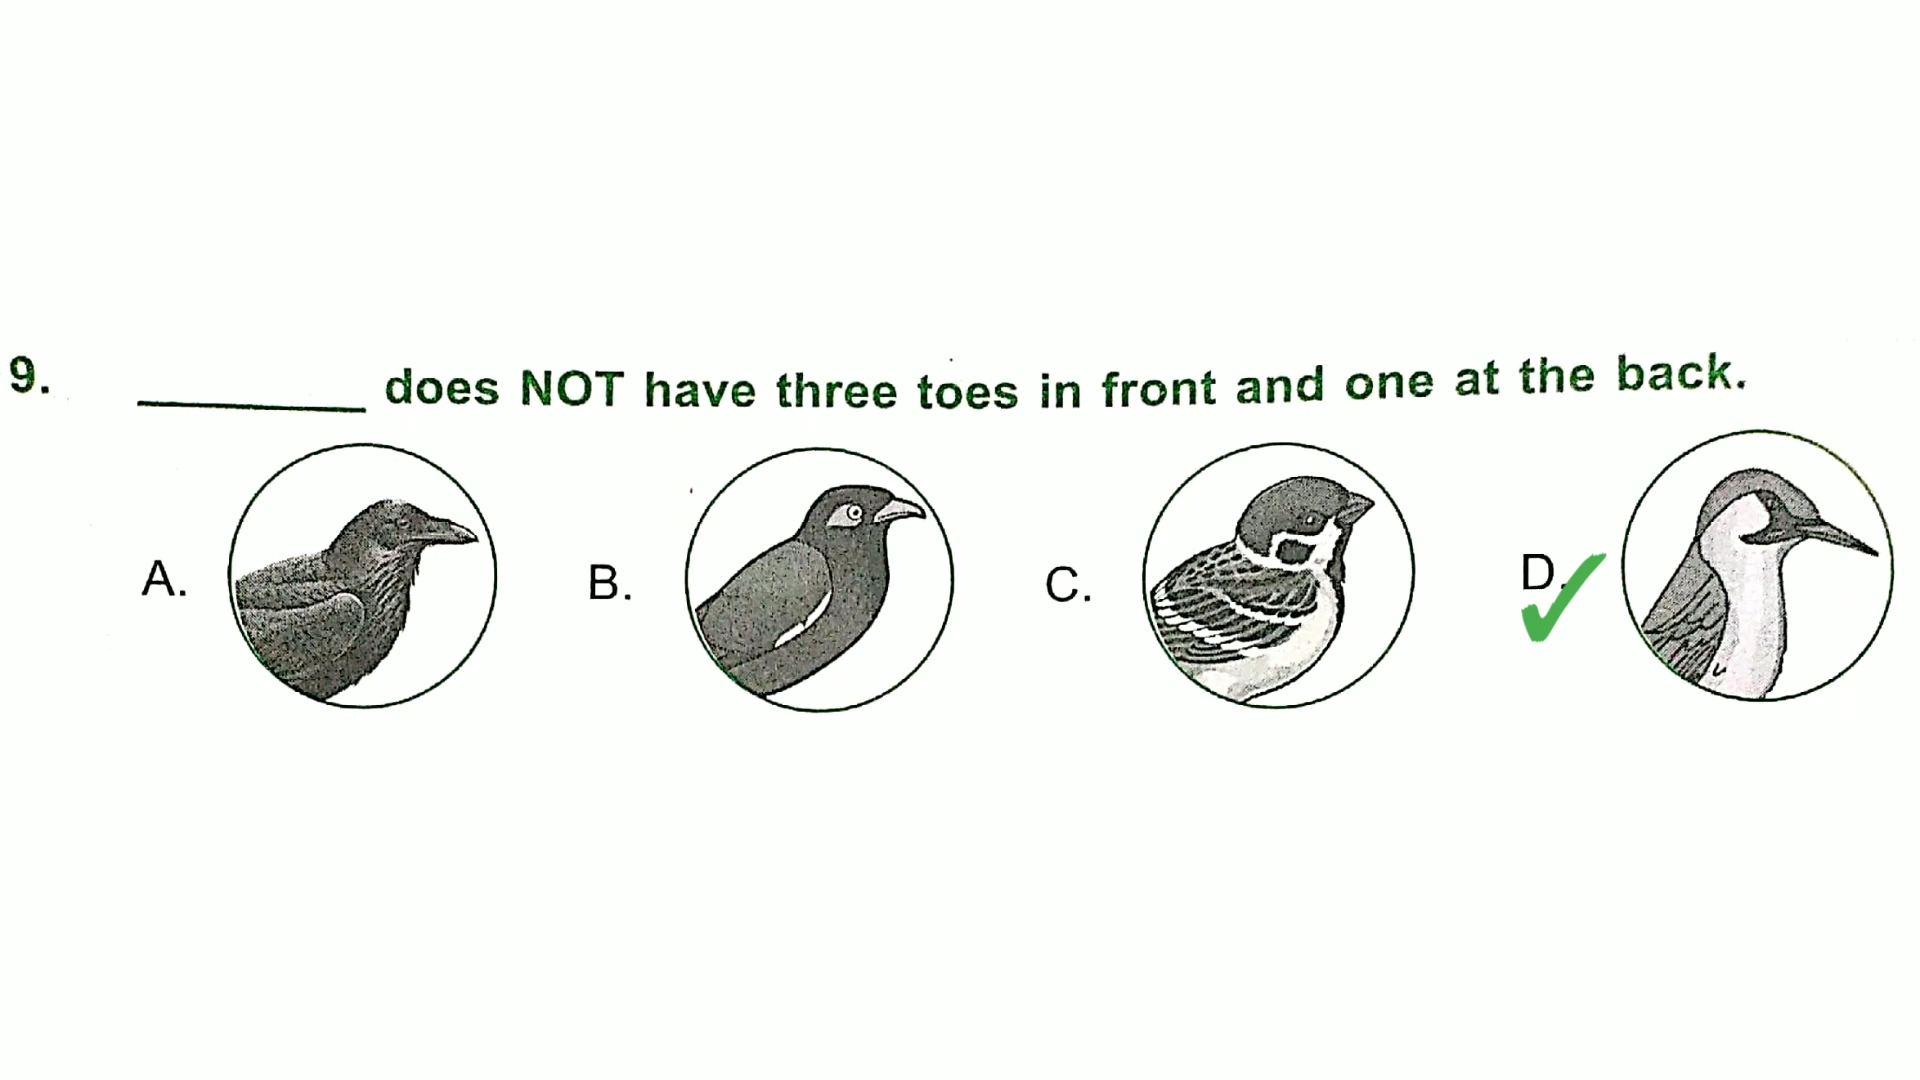 9. ________ does NOT have three toes in front and one at the back.
A. B. C. D.